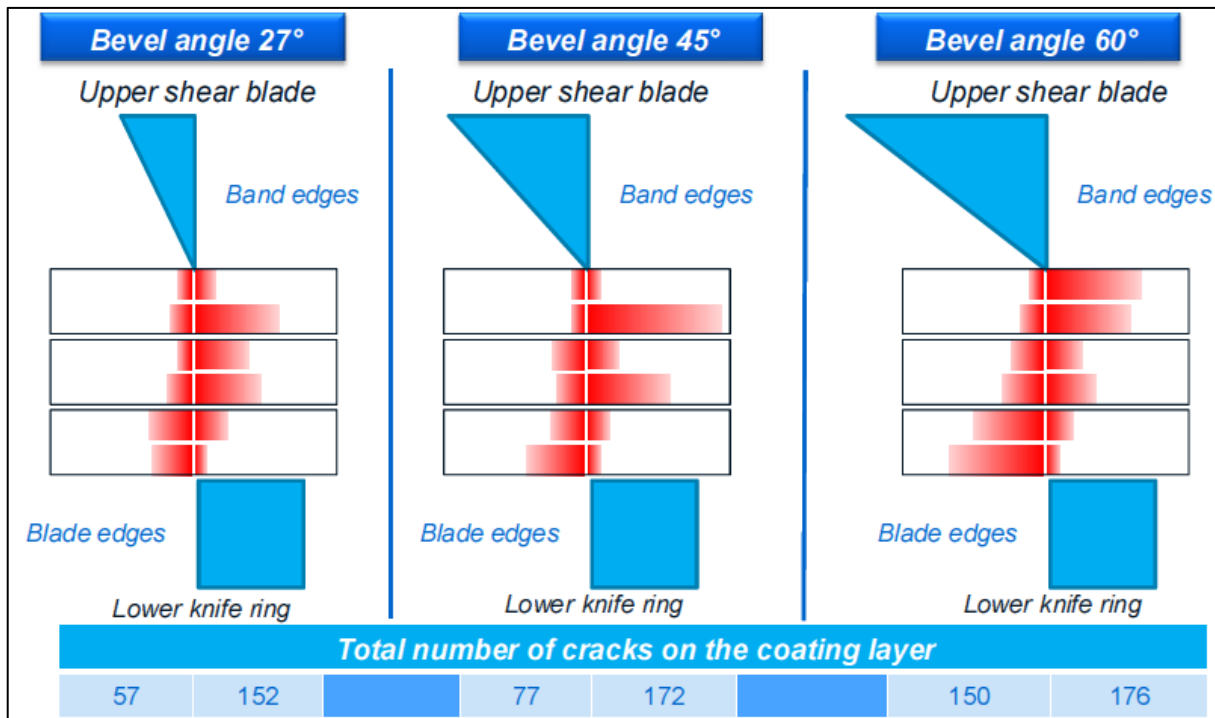 Bevel angle 27°
Bevel angle 45°
Bevel angle 60°
Upper shear blade
Upper shear blade
Upper shear blade
Band edges
Band edges
Band edges
Blade edges
Blade edges
Blade edges
Lower knife ring
Lower knife ring
Lower knife ring
Total number of cracks on the coating layer
57 152 77 172 150 176